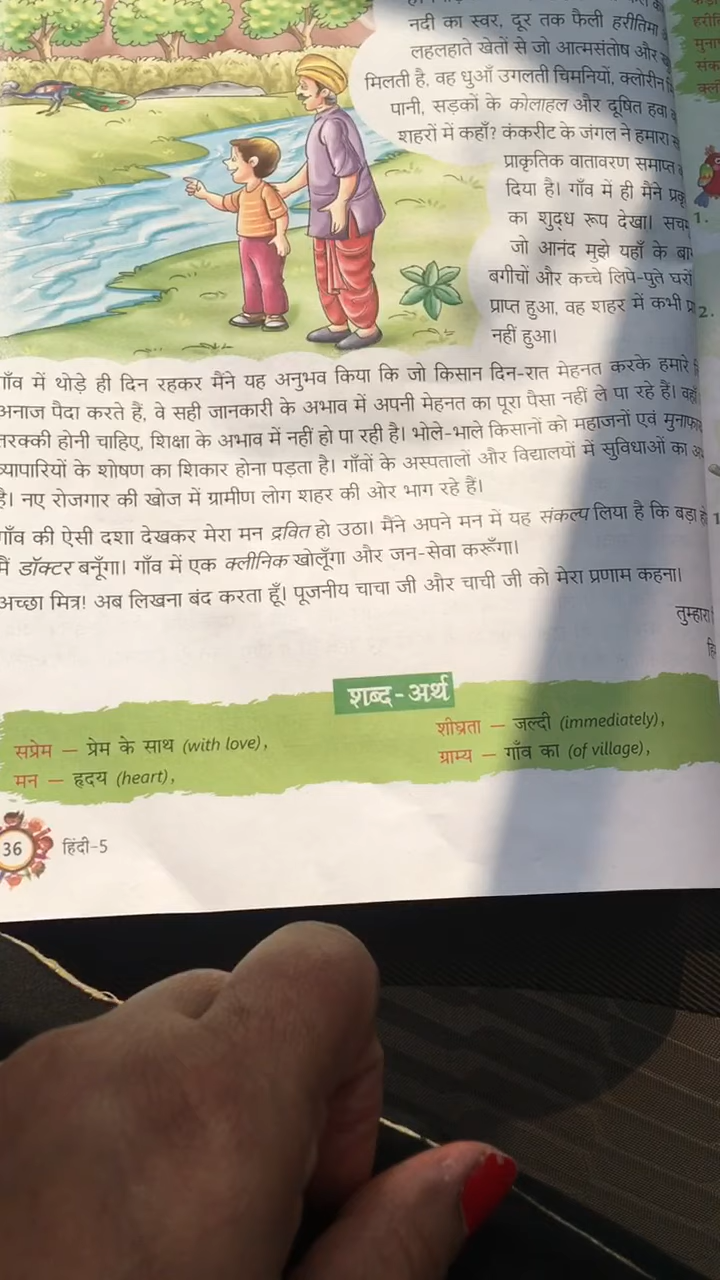 नदी का स्वर, दूर तक फैली हरीतिमा
लहलहाते खेतों से जो आत्मसंतोष और
मिलती है, वह धुआँ उगलती चिमनियों, क्लोरीन
पानी, सड़कों के कोलाहल और दूषित हवा
शहरों में कहाँ? कंकरीट के जंगल ने हमारा
प्राकृतिक वातावरण समाप्त
दिया है। गाँव में ही मैंने
का शुद्ध रूप देखा।
जो आनंद मुझे यहाँ के
बगीचों और कच्चे लिपे-पुते घरों
प्राप्त हुआ, वह शहर में कभी
नहीं हुआ।
गाँव में थोड़े ही दिन रहकर मैंने यह अनुभव किया कि जो किसान दिन-रात मेहनत करके हमारे
अनाज पैदा करते हैं, वे सही जानकारी के अभाव में अपनी मेहनत का पूरा पैसा नहीं ले पा रहे हैं।
तरक्की होनी चाहिए, शिक्षा के अभाव में नहीं हो पा रही है। भोले-भाले किसानों को महाजनों एवं
व्यापारियों के शोषण का शिकार होना पड़ता है। गाँवों के अस्पतालों और विद्यालयों में सुविधाओं का
है। नए रोजगार की खोज में ग्रामीण लोग शहर की ओर भाग रहे हैं।
गाँव की ऐसी दशा देखकर मेरा मन द्रवित हो उठा। मैंने अपने मन में यह संकल्प लिया है कि बड़ा
मैं डॉक्टर बनूँगा। गाँव में एक क्लीनिक खोलूँगा और जन-सेवा करूँगा।
अच्छा मित्र! अब लिखना बंद करता हूँ। पूजनीय चाचा जी और चाची जी को मेरा प्रणाम कहना।
तुम्हारा
शब्द-अर्थ
सप्रेम – प्रेम के साथ (with love),
मन – हृदय (heart),
शीघ्रता – जल्दी (immediately),
ग्राम्य – गाँव का (of village),
36 हिंदी-5
1.
2.